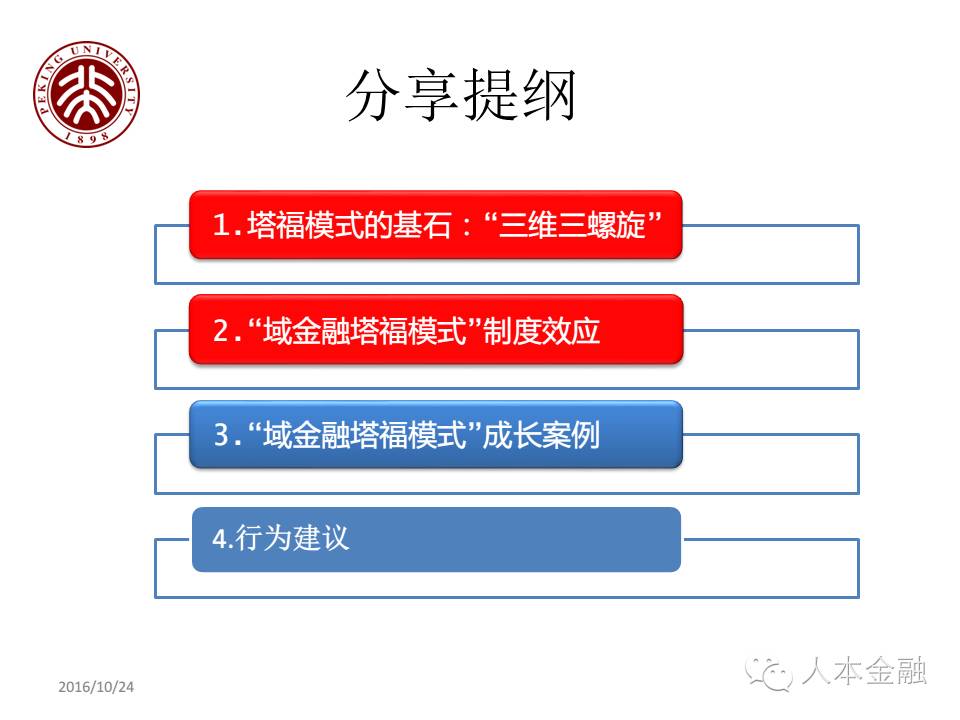 PEKING UNIVERSITY
1898
分享提纲
1.塔福模式的基石：“三维三螺旋”
2.“域金融塔福模式”制度效应
3.“域金融塔福模式”成长案例
4.行为建议
2016/10/24
人本金融